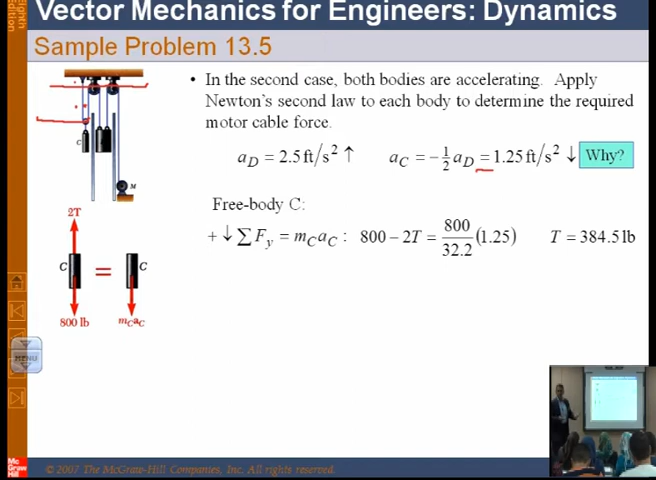 Vector Mechanics for Engineers: Dynamics
Eighth Edition
Sample Problem 13.5
• In the second case, both bodies are accelerating. Apply
Newton's second law to each body to determine the required
motor cable force.
a_D = 2.5 ft/s² ↑ a_C = −½ a_D = 1.25 ft/s² ↓ Why?
C
M
Free-body C:
+ ↓ ∑ F_y = m_C a_C : 800 − 2T = 800/32.2 (1.25) T = 384.5 lb
2T
C = C
800 lb m_C a_C
MENU
Mc Graw Hill
© 2007 The McGraw-Hill Companies, Inc. All rights reserved.